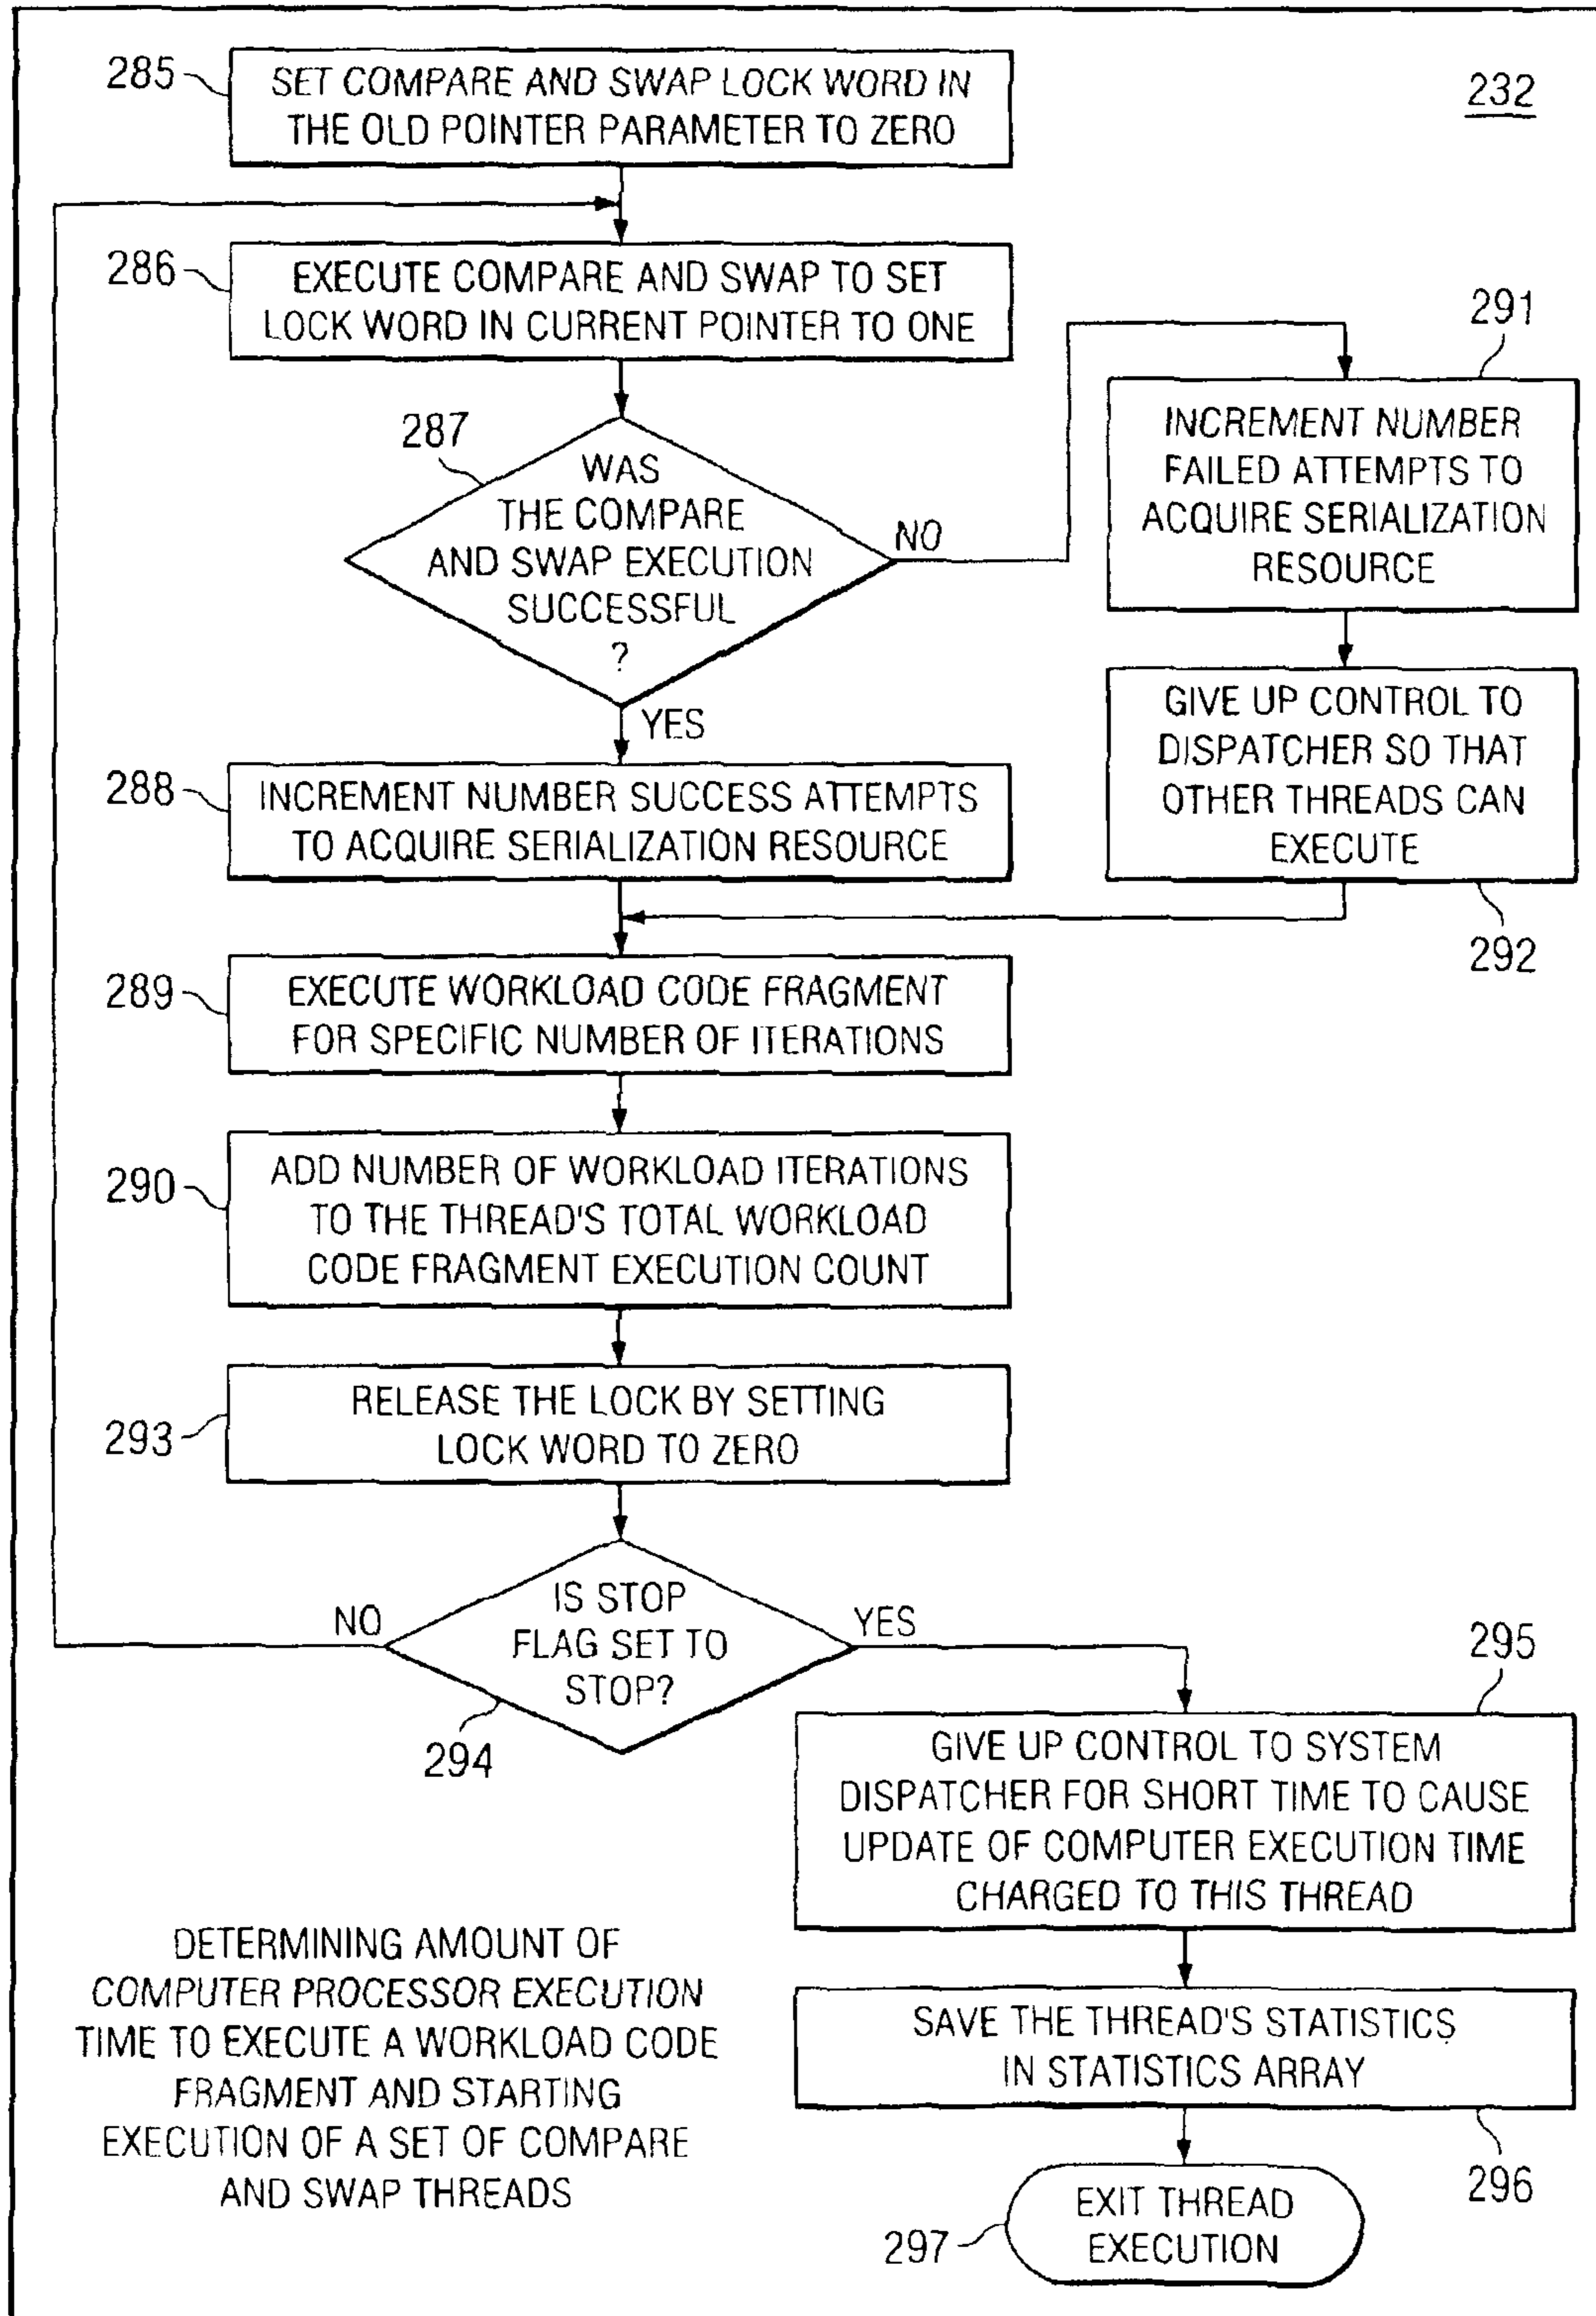 232
285
SET COMPARE AND SWAP LOCK WORD IN
THE OLD POINTER PARAMETER TO ZERO
286
EXECUTE COMPARE AND SWAP TO SET
LOCK WORD IN CURRENT POINTER TO ONE
287
WAS
THE COMPARE
AND SWAP EXECUTION
SUCCESSFUL
?
NO
YES
291
INCREMENT NUMBER
FAILED ATTEMPTS TO
ACQUIRE SERIALIZATION
RESOURCE
GIVE UP CONTROL TO
DISPATCHER SO THAT
OTHER THREADS CAN
EXECUTE
292
288
INCREMENT NUMBER SUCCESS ATTEMPTS
TO ACQUIRE SERIALIZATION RESOURCE
289
EXECUTE WORKLOAD CODE FRAGMENT
FOR SPECIFIC NUMBER OF ITERATIONS
290
ADD NUMBER OF WORKLOAD ITERATIONS
TO THE THREAD'S TOTAL WORKLOAD
CODE FRAGMENT EXECUTION COUNT
293
RELEASE THE LOCK BY SETTING
LOCK WORD TO ZERO
NO
IS STOP
FLAG SET TO
STOP?
YES
294
295
GIVE UP CONTROL TO SYSTEM
DISPATCHER FOR SHORT TIME TO CAUSE
UPDATE OF COMPUTER EXECUTION TIME
CHARGED TO THIS THREAD
SAVE THE THREAD'S STATISTICS
IN STATISTICS ARRAY
296
297
EXIT THREAD
EXECUTION
DETERMINING AMOUNT OF
COMPUTER PROCESSOR EXECUTION
TIME TO EXECUTE A WORKLOAD CODE
FRAGMENT AND STARTING
EXECUTION OF A SET OF COMPARE
AND SWAP THREADS